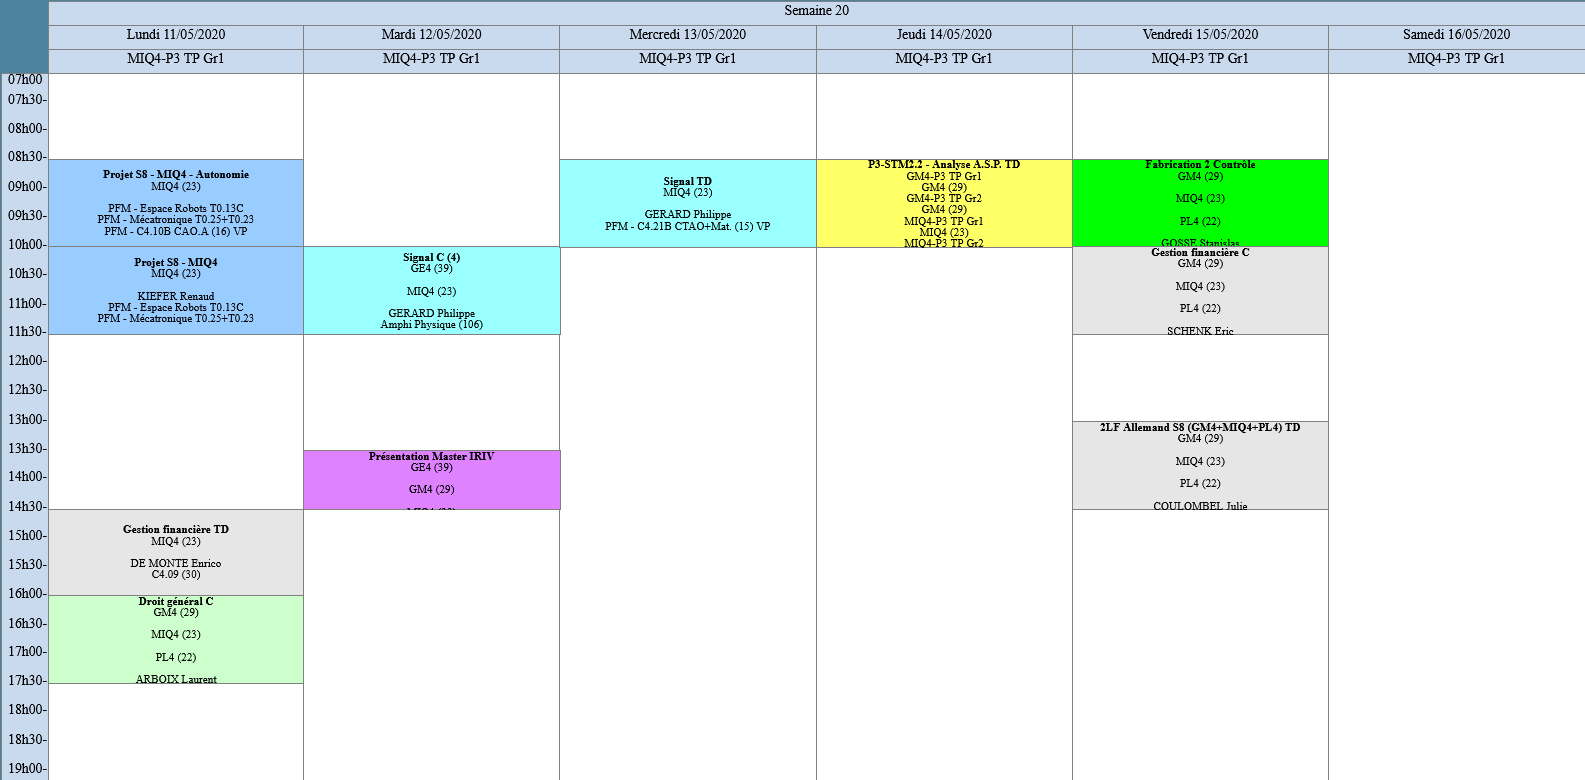 Semaine 20
Lundi 11/05/2020
Mardi 12/05/2020
Mercredi 13/05/2020
Jeudi 14/05/2020
Vendredi 15/05/2020
Samedi 16/05/2020
MIQ4-P3 TP Gr1
MIQ4-P3 TP Gr1
MIQ4-P3 TP Gr1
MIQ4-P3 TP Gr1
MIQ4-P3 TP Gr1
MIQ4-P3 TP Gr1
07h00
07h30-
08h00-
08h30-
09h00-
09h30-
10h00-
10h30-
11h00-
11h30-
12h00-
12h30-
13h00-
13h30-
14h00-
14h30-
15h00-
15h30-
16h00-
16h30-
17h00-
17h30-
18h00-
18h30-
19h00-
Projet S8 - MIQ4 - Autonomie
MIQ4 (23)
PFM - Espace Robots T0.13C
PFM - Mécatronique T0.25+T0.23
PFM - C4.10B CAO.A (16) VP
Projet S8 - MIQ4
MIQ4 (23)
KIEFER Renaud
PFM - Espace Robots T0.13C
PFM - Mécatronique T0.25+T0.23
Gestion financière TD
MIQ4 (23)
DE MONTE Enrico
C4.09 (30)
Droit général C
GM4 (29)
MIQ4 (23)
PL4 (22)
ARBOIX Laurent
Signal C (4)
GE4 (39)
MIQ4 (23)
GERARD Philippe
Amphi Physique (106)
Présentation Master IRIV
GE4 (39)
GM4 (29)
MIQ4 (23)
Signal TD
MIQ4 (23)
GERARD Philippe
PFM - C4.21B CTAO+Mat. (15) VP
P3-STM2.2 - Analyse A.S.P. TD
GM4-P3 TP Gr1
GM4 (29)
GM4-P3 TP Gr2
GM4 (29)
MIQ4-P3 TP Gr1
MIQ4 (23)
MIQ4-P3 TP Gr2
Fabrication 2 Contrôle
GM4 (29)
MIQ4 (23)
PL4 (22)
GOSSE Stanislas
Gestion financière C
GM4 (29)
MIQ4 (23)
PL4 (22)
SCHENK Eric
2LF Allemand S8 (GM4+MIQ4+PL4) TD
GM4 (29)
MIQ4 (23)
PL4 (22)
COULOMBEL Julie